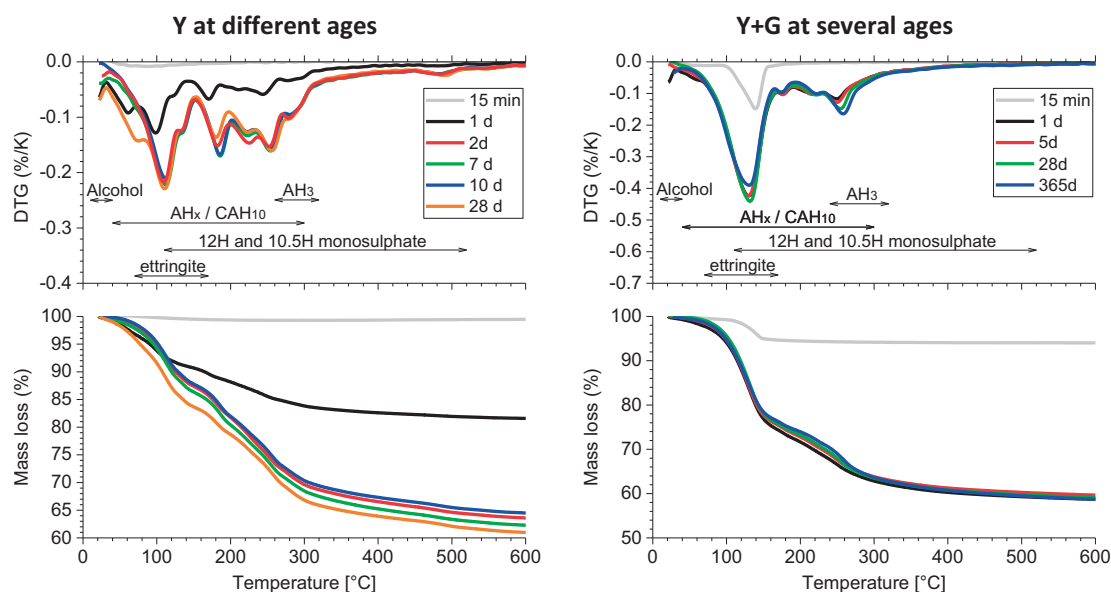 Y at different ages
0.0
-0.1
-0.2
-0.3
-0.4
DTG (%/K)
15 min
1 d
2d
7 d
10 d
28 d
Alcohol
AH3
AHx / CAH10
12H and 10.5H monosulphate
ettringite
100
95
90
85
80
75
70
65
60
Mass loss (%)
0
100
200
300
400
500
600
Temperature [°C]
Y+G at several ages
0.0
-0.1
-0.2
-0.3
-0.4
-0.5
-0.6
-0.7
DTG (%/K)
15 min
1 d
5d
28d
365d
Alcohol
AH3
AHx / CAH10
12H and 10.5H monosulphate
ettringite
100
90
80
70
60
50
Mass loss (%)
0
100
200
300
400
500
600
Temperature [°C]